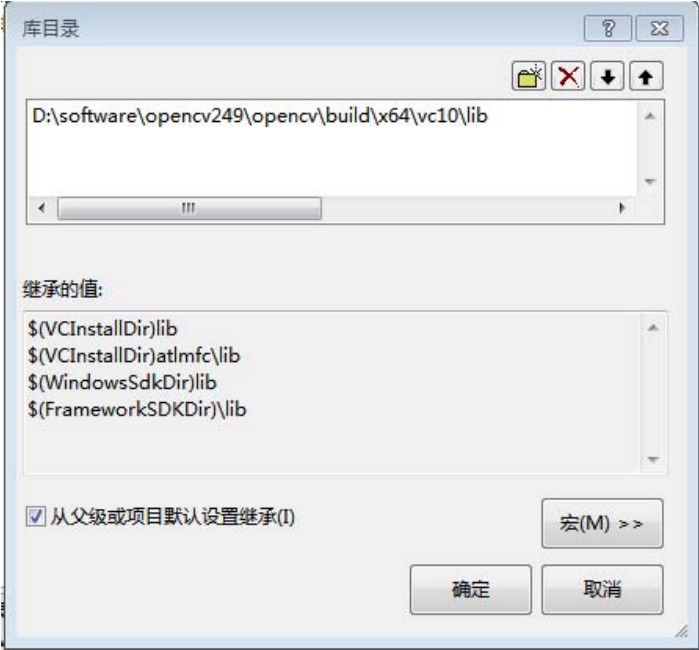 库目录
D:\software\opencv249\opencv\build\x64\vc10\lib
继承的值:
$(VCInstallDir)lib
$(VCInstallDir)atlmfc\lib
$(WindowsSdkDir)lib
$(FrameworkSDKDir)\lib
从父级或项目默认设置继承(I)
宏(M) >>
确定
取消